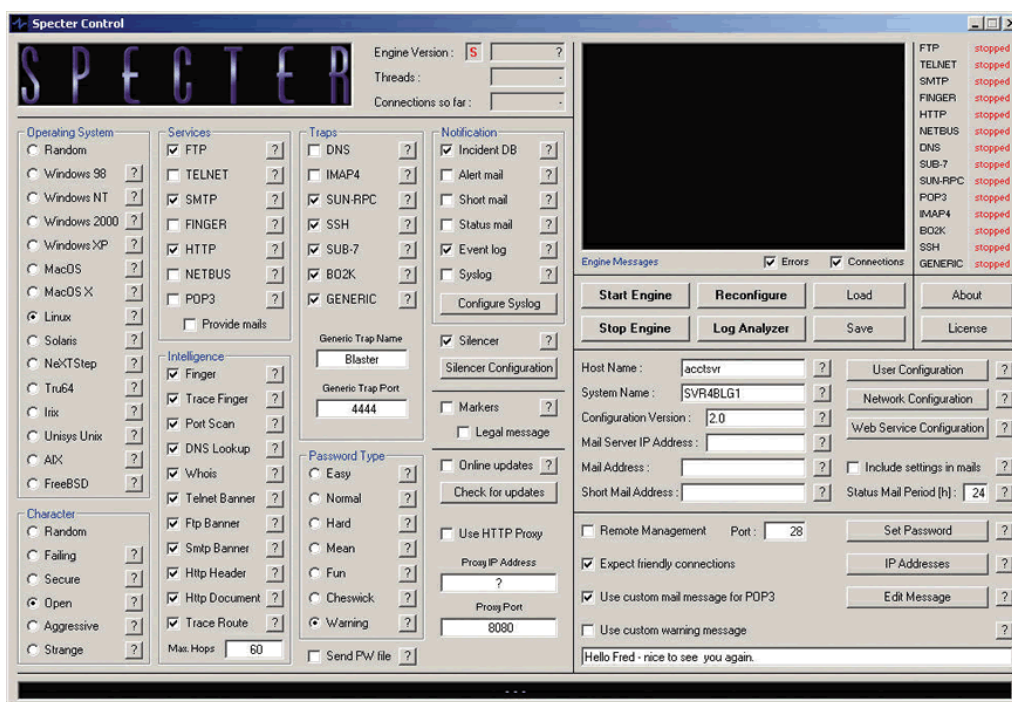 Specter Control
SPECTER
Engine Version : S ?
Threads : -
Connections so far : -
FTP stopped
TELNET stopped
SMTP stopped
FINGER stopped
HTTP stopped
NETBUS stopped
DNS stopped
SUB-7 stopped
SUN-RPC stopped
POP3 stopped
IMAP4 stopped
BO2K stopped
SSH stopped
GENERIC stopped
Operating System
Random
Windows 98 ?
Windows NT ?
Windows 2000 ?
Windows XP ?
MacOS ?
MacOS X ?
Linux ?
Solaris ?
NeXTStep ?
Tru64 ?
Irix ?
Unisys Unix ?
AIX ?
FreeBSD ?
Character
Random
Failing ?
Secure ?
Open ?
Aggressive ?
Strange ?
Services
FTP ?
TELNET ?
SMTP ?
FINGER ?
HTTP ?
NETBUS ?
POP3 ?
Provide mails
Intelligence
Finger ?
Trace Finger ?
Port Scan ?
DNS Lookup ?
Whois ?
Telnet Banner ?
Ftp Banner ?
Smtp Banner ?
Http Header ?
Http Document ?
Trace Route ?
Max. Hops 60
Traps
DNS ?
IMAP4 ?
SUN-RPC ?
SSH ?
SUB-7 ?
BO2K ?
GENERIC ?
Generic Trap Name
Blaster
Generic Trap Port
4444
Password Type
Easy ?
Normal ?
Hard ?
Mean ?
Fun ?
Cheswick ?
Warning ?
Send PW file ?
Notification
Incident DB ?
Alert mail ?
Short mail ?
Status mail ?
Event log ?
Syslog ?
Configure Syslog
Silencer ?
Silencer Configuration
Markers ?
Legal message
Online updates ?
Check for updates
Use HTTP Proxy
Proxy IP Address
?
Proxy Port
8080
Engine Messages Errors Connections
Start Engine Reconfigure Load About
Stop Engine Log Analyzer Save License
Host Name : acctsvr ? User Configuration ?
System Name : SVR4BLG1 ? Network Configuration ?
Configuration Version : 2.0 ? Web Service Configuration ?
Mail Server IP Address : ?
Mail Address : ? Include settings in mails ?
Short Mail Address : ? Status Mail Period [h] : 24 ?
Remote Management Port : 28 Set Password ?
Expect friendly connections IP Addresses ?
Use custom mail message for POP3 Edit Message ?
Use custom warning message ?
Hello Fred - nice to see you again.
- - -